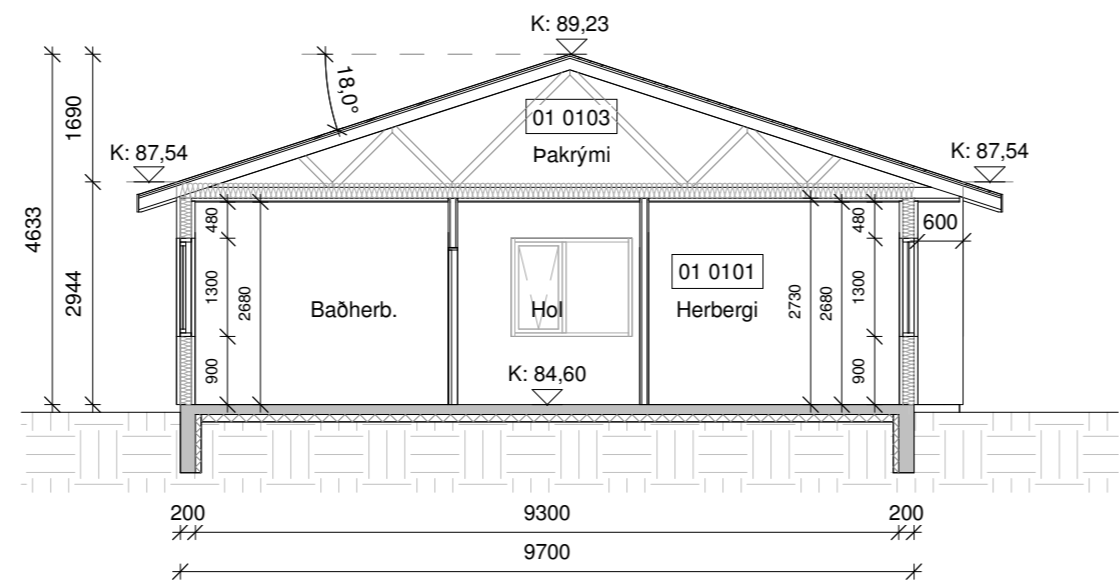 K: 89,23
18,0°
1690
01 0103
Þakrými
K: 87,54
K: 87,54
4633
2944
480
1300
900
2680
600
480
1300
900
2680
2730
01 0101
Baðherb.
Hol
Herbergi
K: 84,60
200
9300
200
9700